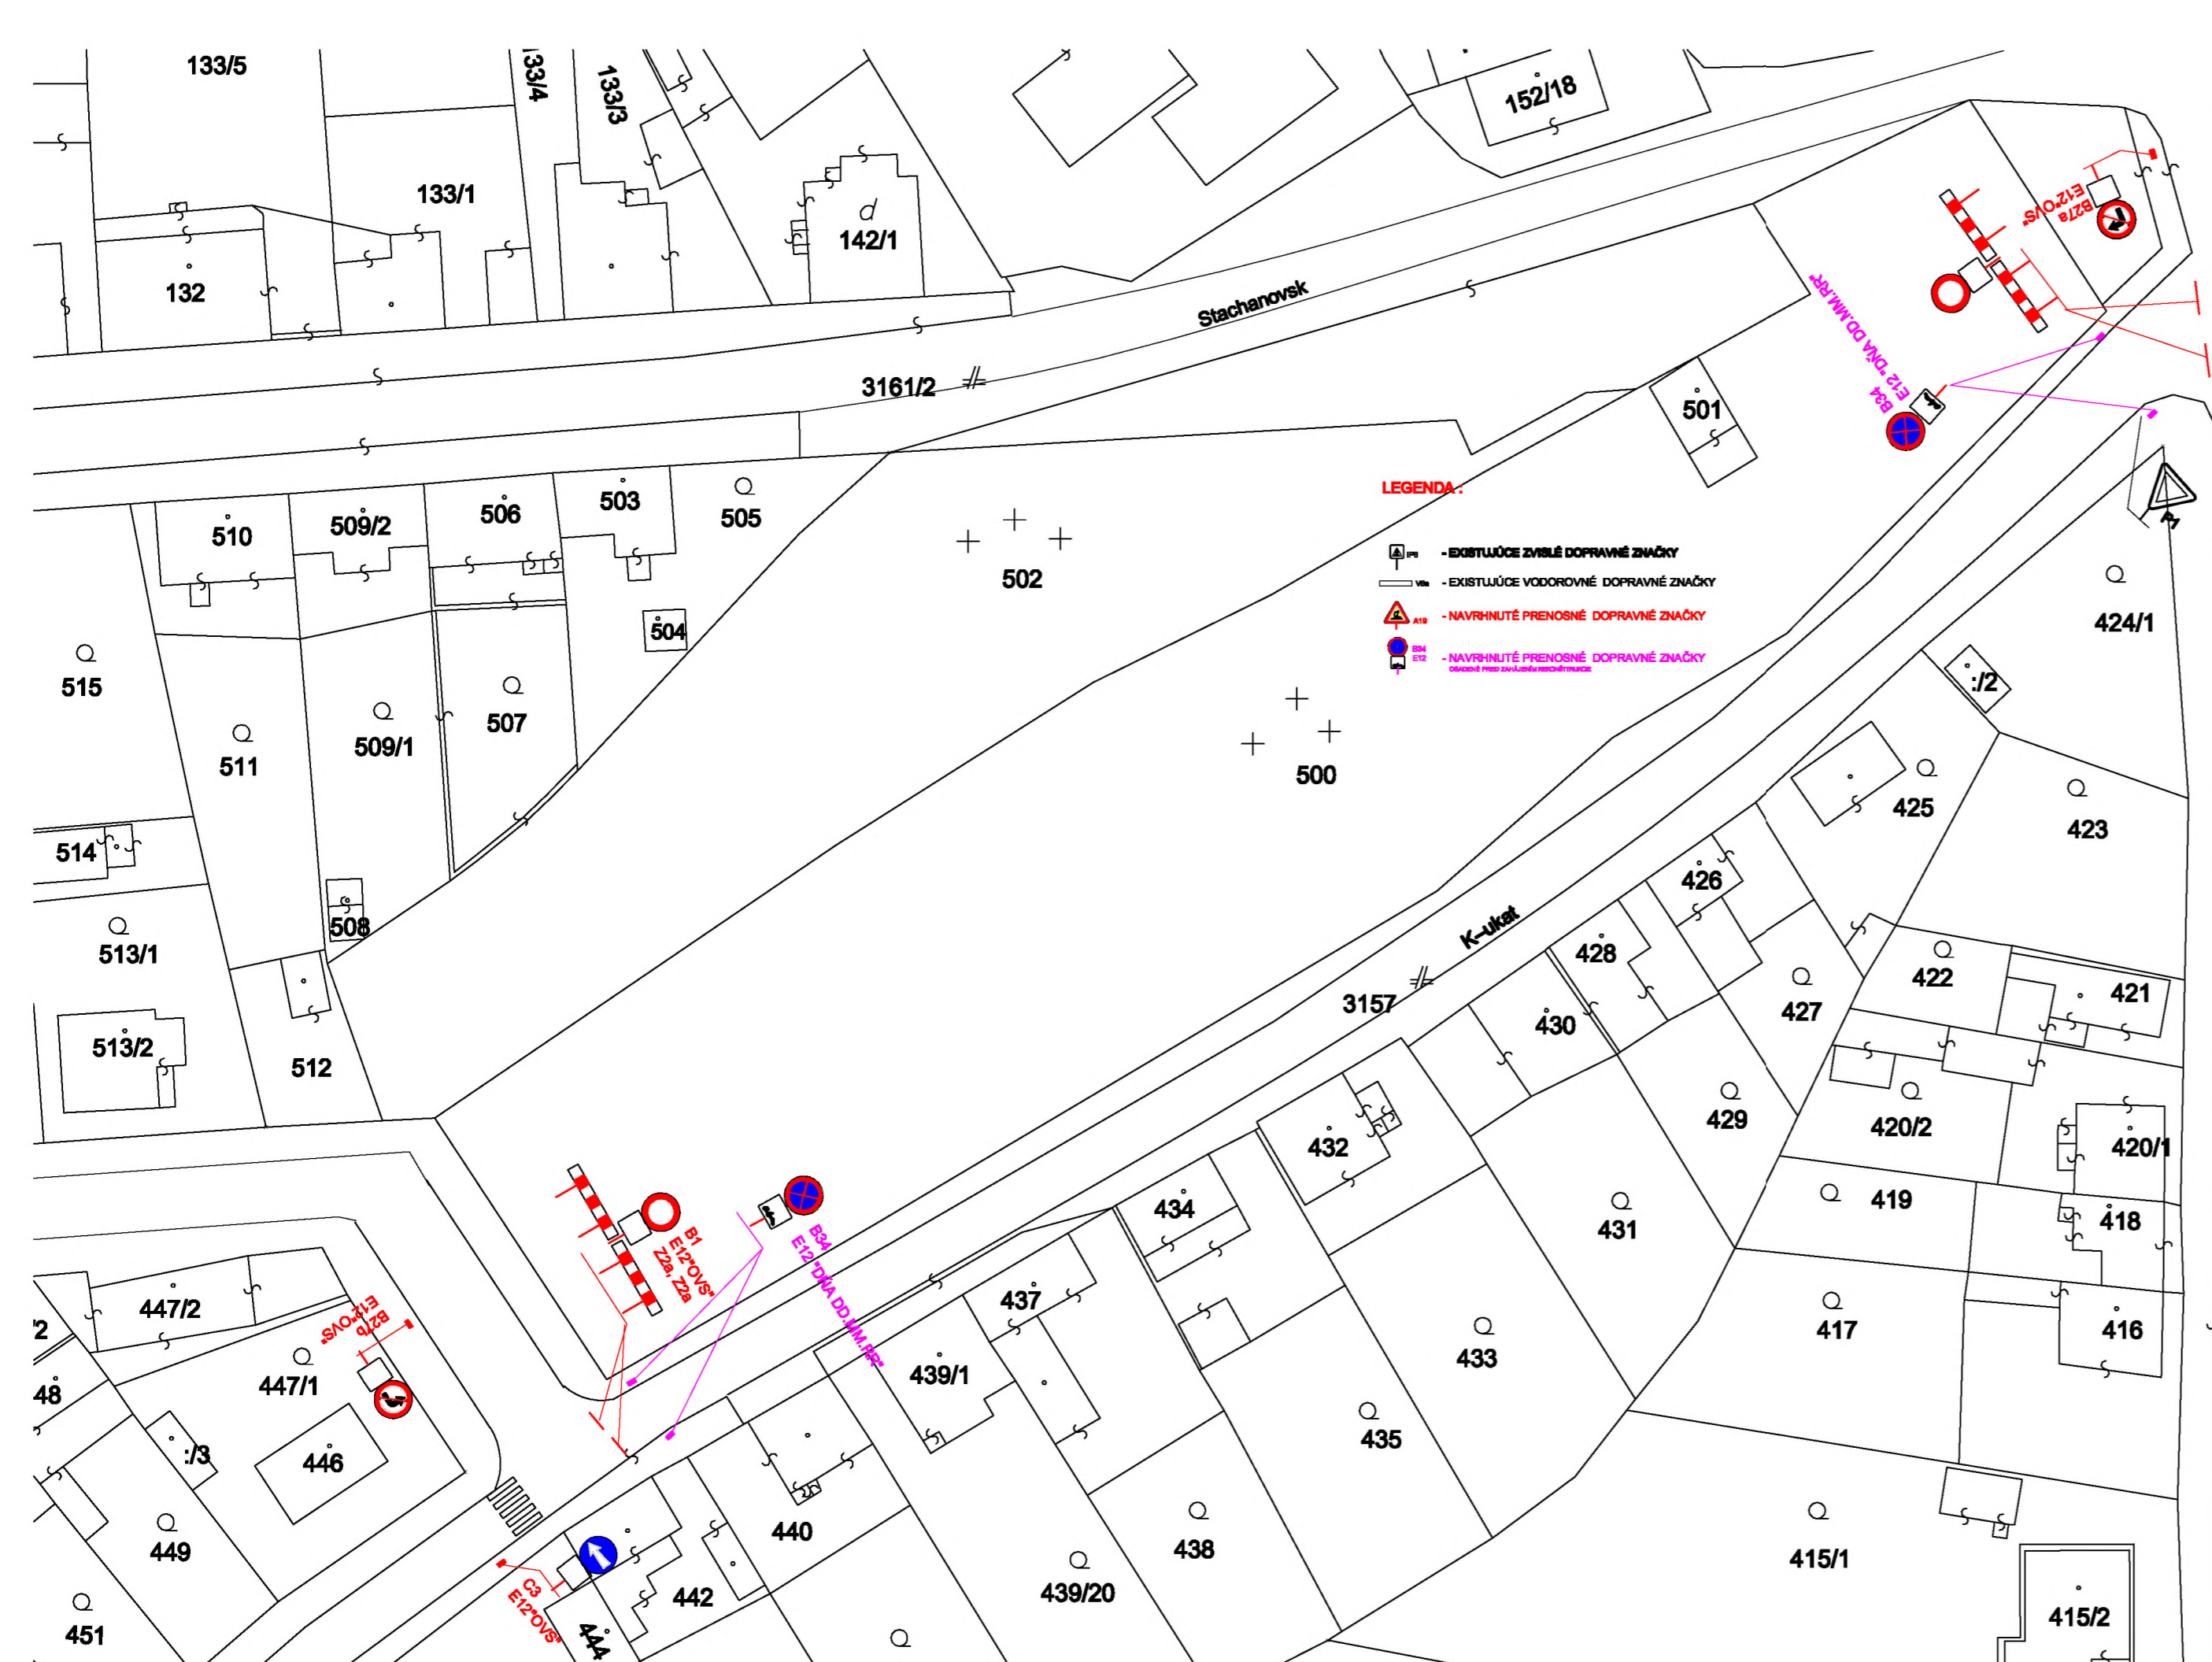 133/5
133/4
133/3
152/18
133/1
d
142/1
132
B27a
E12"OVS"
Stachanovsk
3161/2
B34
E12 "DŇA DD.MM.RR"
501
LEGENDA :
IP6 - EXISTUJÚCE ZVISLÉ DOPRAVNÉ ZNAČKY
- EXISTUJÚCE VODOROVNÉ DOPRAVNÉ ZNAČKY
A19 - NAVRHNUTÉ PRENOSNÉ DOPRAVNÉ ZNAČKY
B34
E12 - NAVRHNUTÉ PRENOSNÉ DOPRAVNÉ ZNAČKY
P1
510
509/2
506
503
505
502
504
424/1
515
511
509/1
507
:/2
500
425
423
514
508
426
513/1
K-ukat
428
422
421
427
3157
430
513/2
512
429
420/2
420/1
432
419
418
434
431
B1
E12"OVS"
Z2a, Z2a
B34
E12"DŇA DD.MM.RR"
447/2
437
417
416
/2
B27b
E12"OVS"
433
439/1
48
447/1
435
:/3
446
440
438
449
415/1
439/20
442
C3
E12"OVS"
444
451
415/2